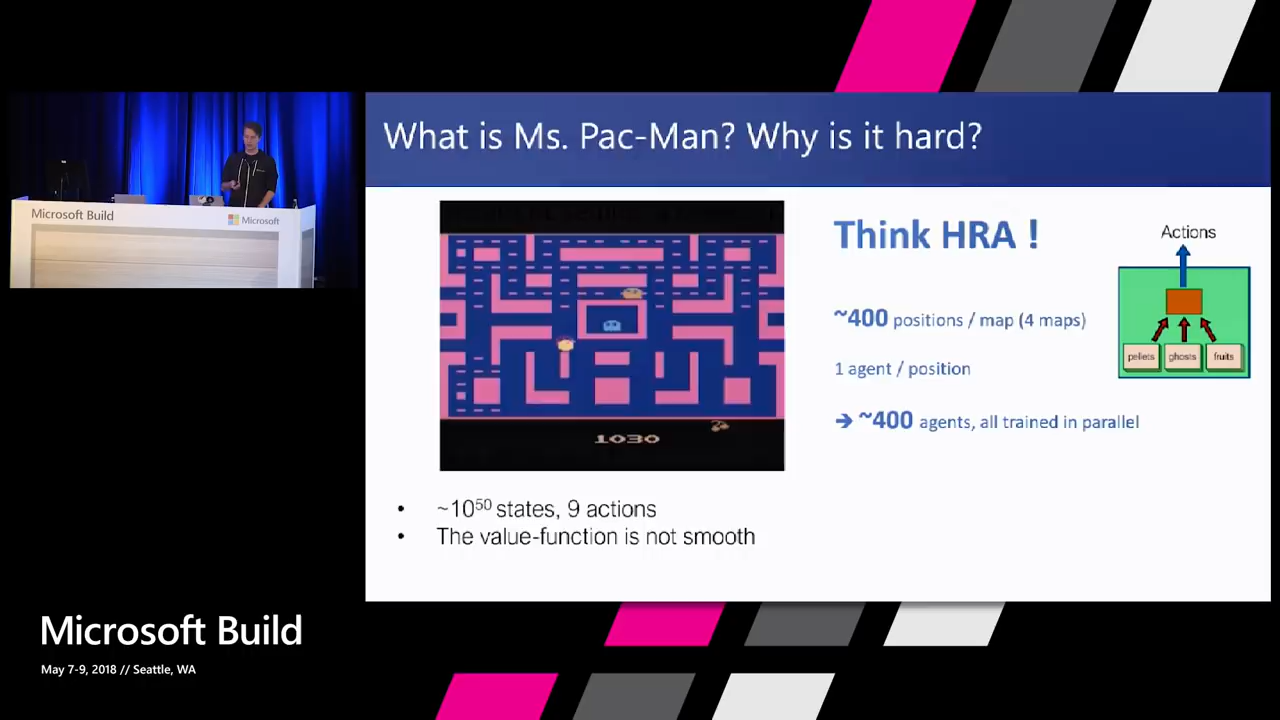 What is Ms. Pac-Man? Why is it hard?
Microsoft Build
Microsoft
Think HRA !
Actions
~400 positions / map (4 maps)
pellets ghosts fruits
1 agent / position
➔ ~400 agents, all trained in parallel
1030
• ~10⁵⁰ states, 9 actions
• The value-function is not smooth
Microsoft Build
May 7-9, 2018 // Seattle, WA